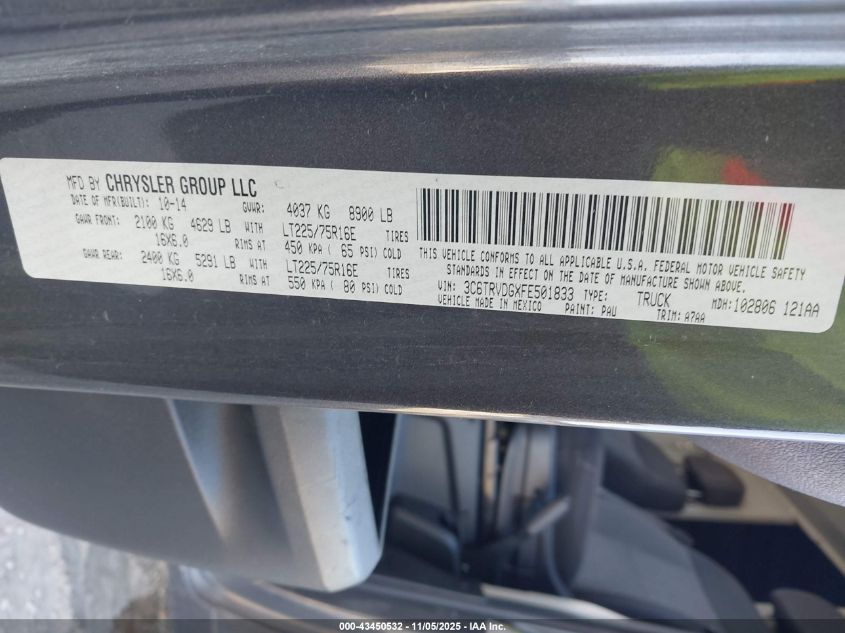 MFD BY CHRYSLER GROUP LLC
DATE OF MFR(BUILT): 10-14 GVWR: 4037 KG 8900 LB
GAWR FRONT: 2100 KG 4629 LB WITH LT225/75R16E TIRES
16X6.0 RIMS AT 450 KPA ( 65 PSI) COLD
GAWR REAR: 2400 KG 5291 LB WITH LT225/75R16E TIRES
16X6.0 RIMS AT 550 KPA ( 80 PSI) COLD
THIS VEHICLE CONFORMS TO ALL APPLICABLE U.S.A. FEDERAL MOTOR VEHICLE SAFETY
STANDARDS IN EFFECT ON THE DATE OF MANUFACTURE SHOWN ABOVE.
VIN: 3C6TRVDGXFE501833 TYPE: TRUCK MDH:102806 121AA
VEHICLE MADE IN MEXICO PAINT: PAU TRIM: A7AA
000-43450532 - 11/05/2025 - IAA Inc.